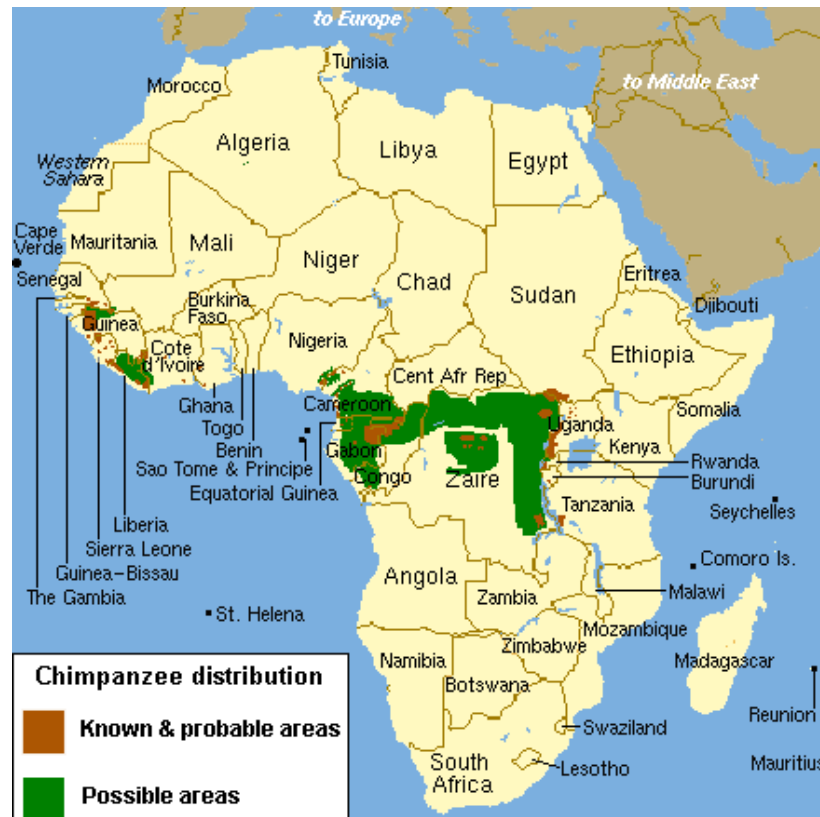 to Europe
to Middle East
Tunisia
Morocco
Algeria
Libya
Egypt
Western
Sahara
Cape
Verde
Mauritania
Mali
Niger
Chad
Sudan
Eritrea
Senegal
Djibouti
Burkina
Faso
Guinea
Nigeria
Ethiopia
Cote
d'Ivoire
Cent Afr Rep
Ghana
Togo
Benin
Cameroon
Somalia
Uganda
Kenya
Sao Tome & Principe
Gabon
Rwanda
Equatorial Guinea
Congo
Zaire
Burundi
Tanzania
Seychelles
Liberia
Sierra Leone
Guinea-Bissau
The Gambia
Comoro Is.
Angola
Malawi
Zambia
St. Helena
Mozambique
Zimbabwe
Namibia
Madagascar
Botswana
Reunion
Swaziland
South
Africa
Lesotho
Mauritius
Chimpanzee distribution
Known & probable areas
Possible areas